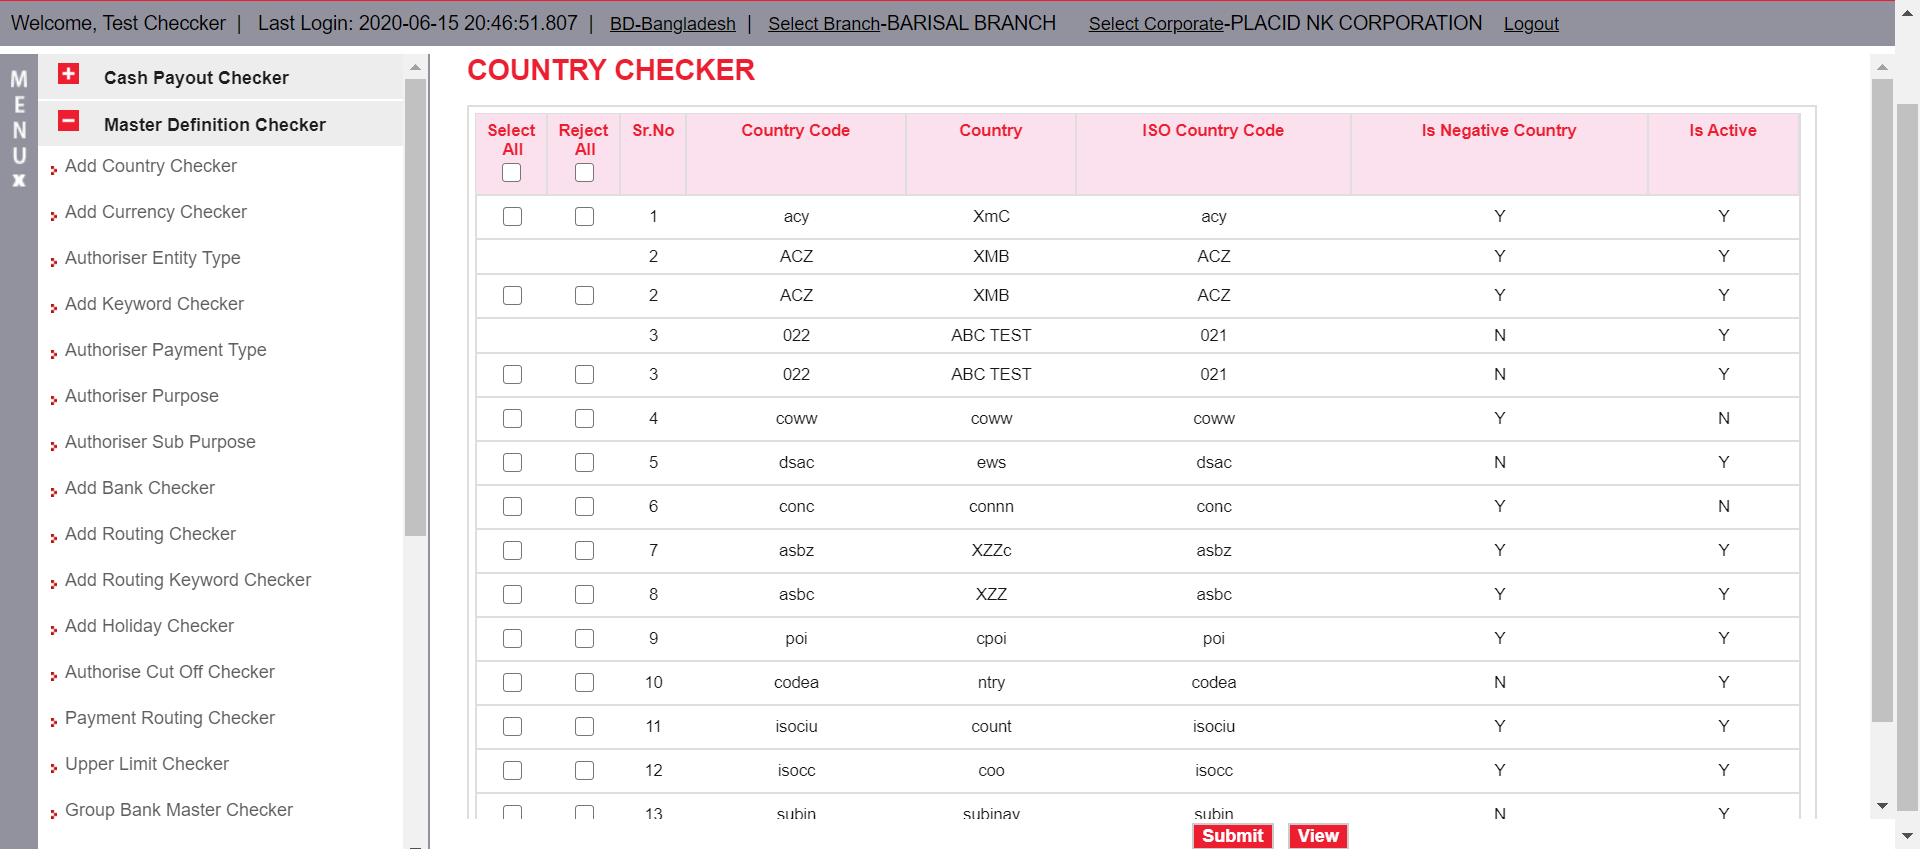 Welcome, Test Checcker | Last Login: 2020-06-15 20:46:51.807 | BD-Bangladesh | Select Branch-BARISAL BRANCH Select Corporate-PLACID NK CORPORATION Logout
MENU X
Cash Payout Checker
Master Definition Checker
Add Country Checker
Add Currency Checker
Authoriser Entity Type
Add Keyword Checker
Authoriser Payment Type
Authoriser Purpose
Authoriser Sub Purpose
Add Bank Checker
Add Routing Checker
Add Routing Keyword Checker
Add Holiday Checker
Authorise Cut Off Checker
Payment Routing Checker
Upper Limit Checker
Group Bank Master Checker
COUNTRY CHECKER
Select All Reject All Sr.No Country Code Country ISO Country Code Is Negative Country Is Active
1 acy XmC acy Y Y
2 ACZ XMB ACZ Y Y
2 ACZ XMB ACZ Y Y
3 022 ABC TEST 021 N Y
3 022 ABC TEST 021 N Y
4 coww coww coww Y N
5 dsac ews dsac N Y
6 conc connn conc Y N
7 asbz XZZc asbz Y Y
8 asbc XZZ asbc Y Y
9 poi cpoi poi Y Y
10 codea ntry codea N Y
11 isociu count isociu Y Y
12 isocc coo isocc Y Y
13 subin subinay subin N Y
Submit View